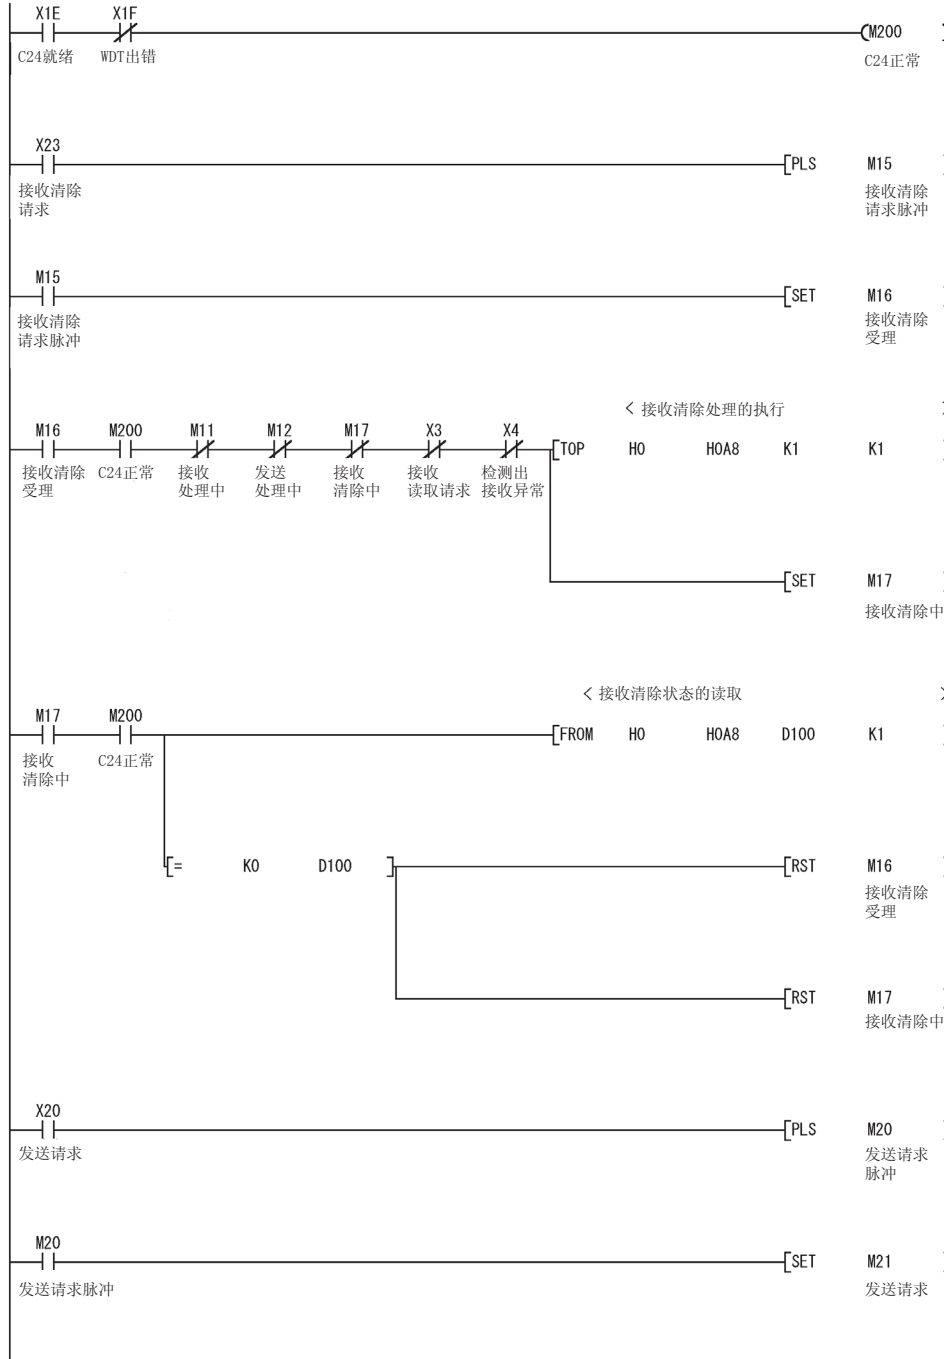 X1E X1F
(M200
C24就绪 WDT出错 C24正常
X23
[PLS M15
接收清除 接收清除
请求 请求脉冲
M15
[SET M16
接收清除 接收清除
请求脉冲 受理
< 接收清除处理的执行
M16 M200 M11 M12 M17 X3 X4
[TOP H0 H0A8 K1 K1
接收清除 C24正常 接收 发送 接收 接收 检测出
受理 处理中 处理中 清除中 读取请求 接收异常
[SET M17
接收清除中
< 接收清除状态的读取 >
M17 M200
[FROM H0 H0A8 D100 K1
接收 C24正常
清除中
[= K0 D100 ] [RST M16
接收清除
受理
[RST M17
接收清除中
X20
[PLS M20
发送请求 发送请求
脉冲
M20
[SET M21
发送请求脉冲 发送请求